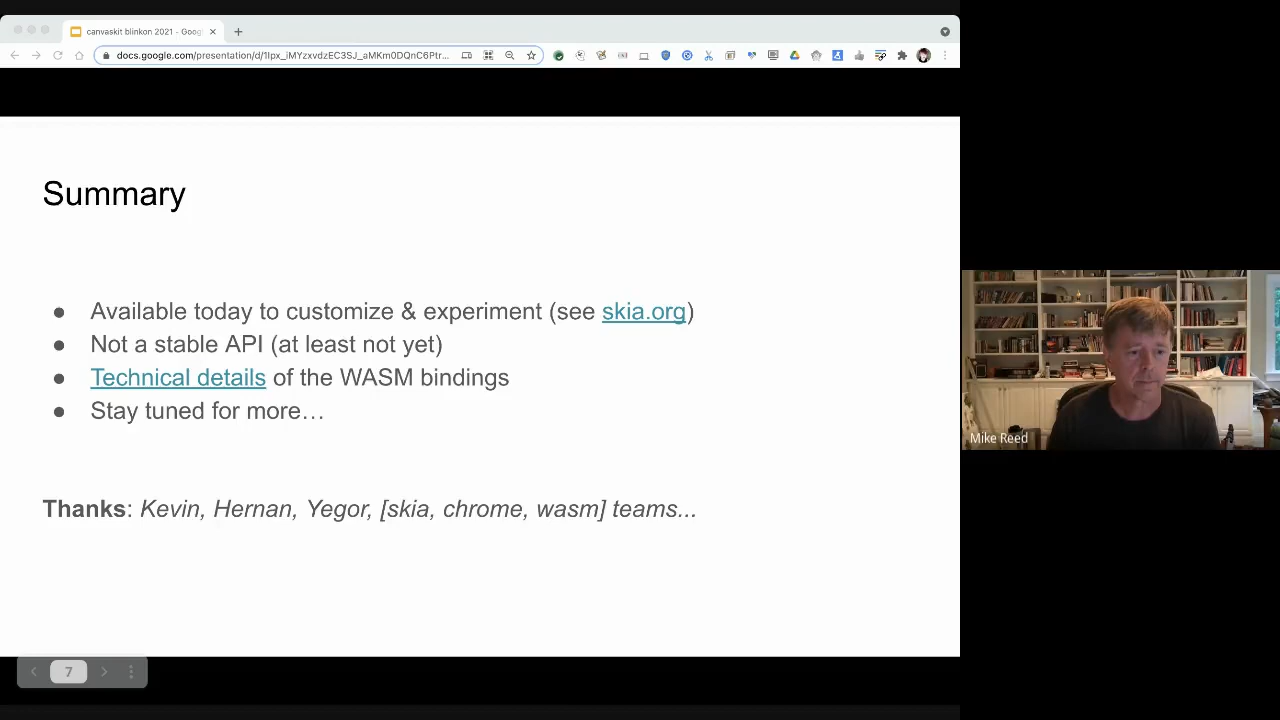 canvaskit blinkon 2021 - Goog
docs.google.com/presentation/d/1lpx_iMYzxvdzEC3SJ_aMKm0DQnC6Ptr...
Summary
● Available today to customize & experiment (see skia.org)
● Not a stable API (at least not yet)
● Technical details of the WASM bindings
● Stay tuned for more…
Thanks: Kevin, Hernan, Yegor, [skia, chrome, wasm] teams...
Mike Reed
7